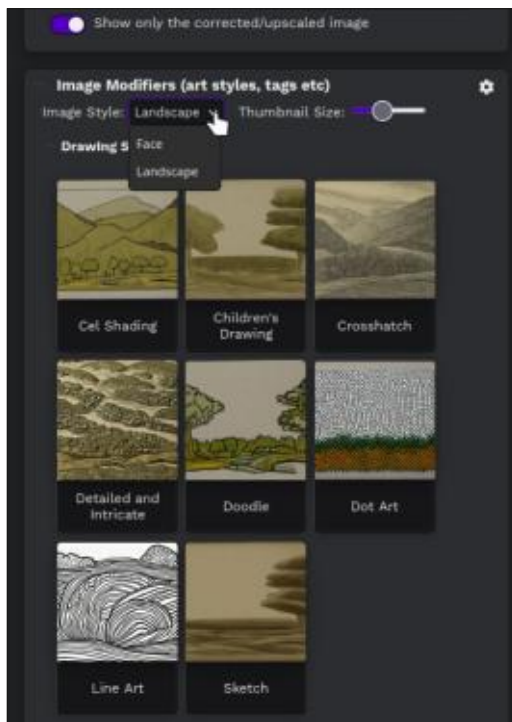 Show only the corrected/upscaled image
Image Modifiers (art styles, tags etc)
Image Style: Landscape Thumbnail Size:
Drawing S
Face
Landscape
Cel Shading
Children's
Drawing
Crosshatch
Detailed and
Intricate
Doodle
Dot Art
Line Art
Sketch